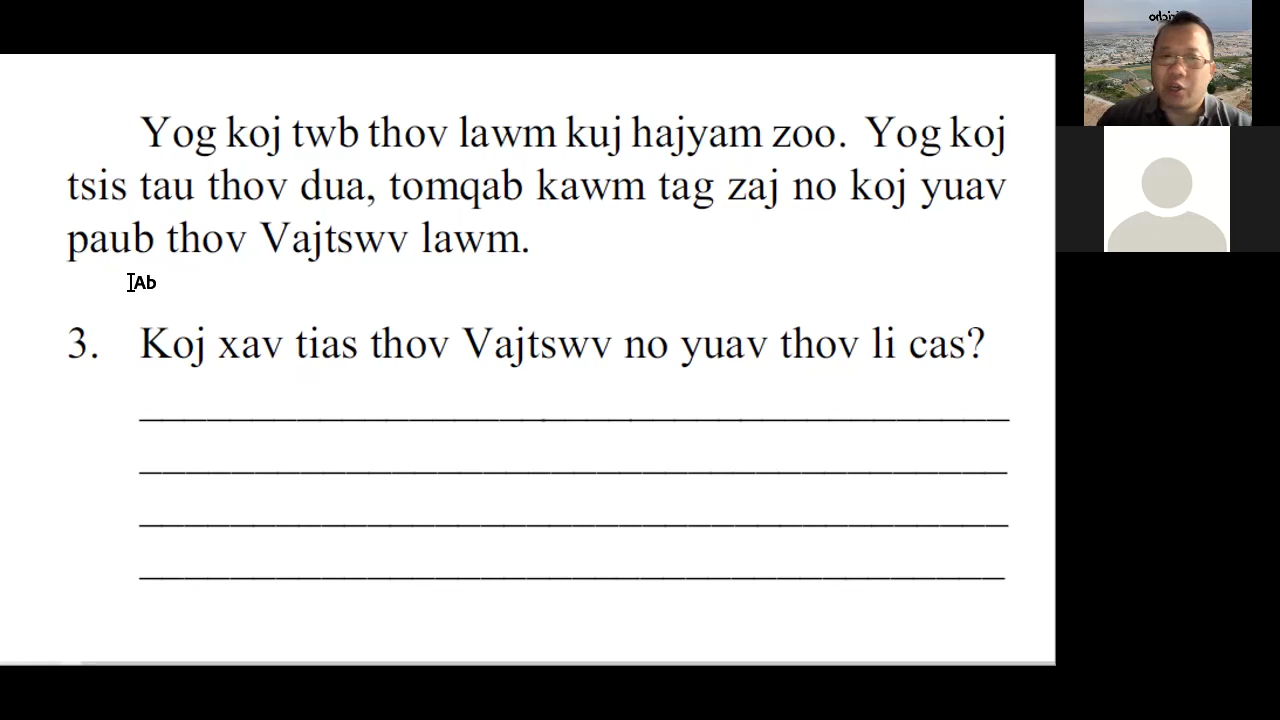 Yog koj twb thov lawm kuj hajyam zoo. Yog koj
tsis tau thov dua, tomqab kawm tag zaj no koj yuav
paub thov Vajtswv lawm.
Ab
3. Koj xav tias thov Vajtswv no yuav thov li cas?